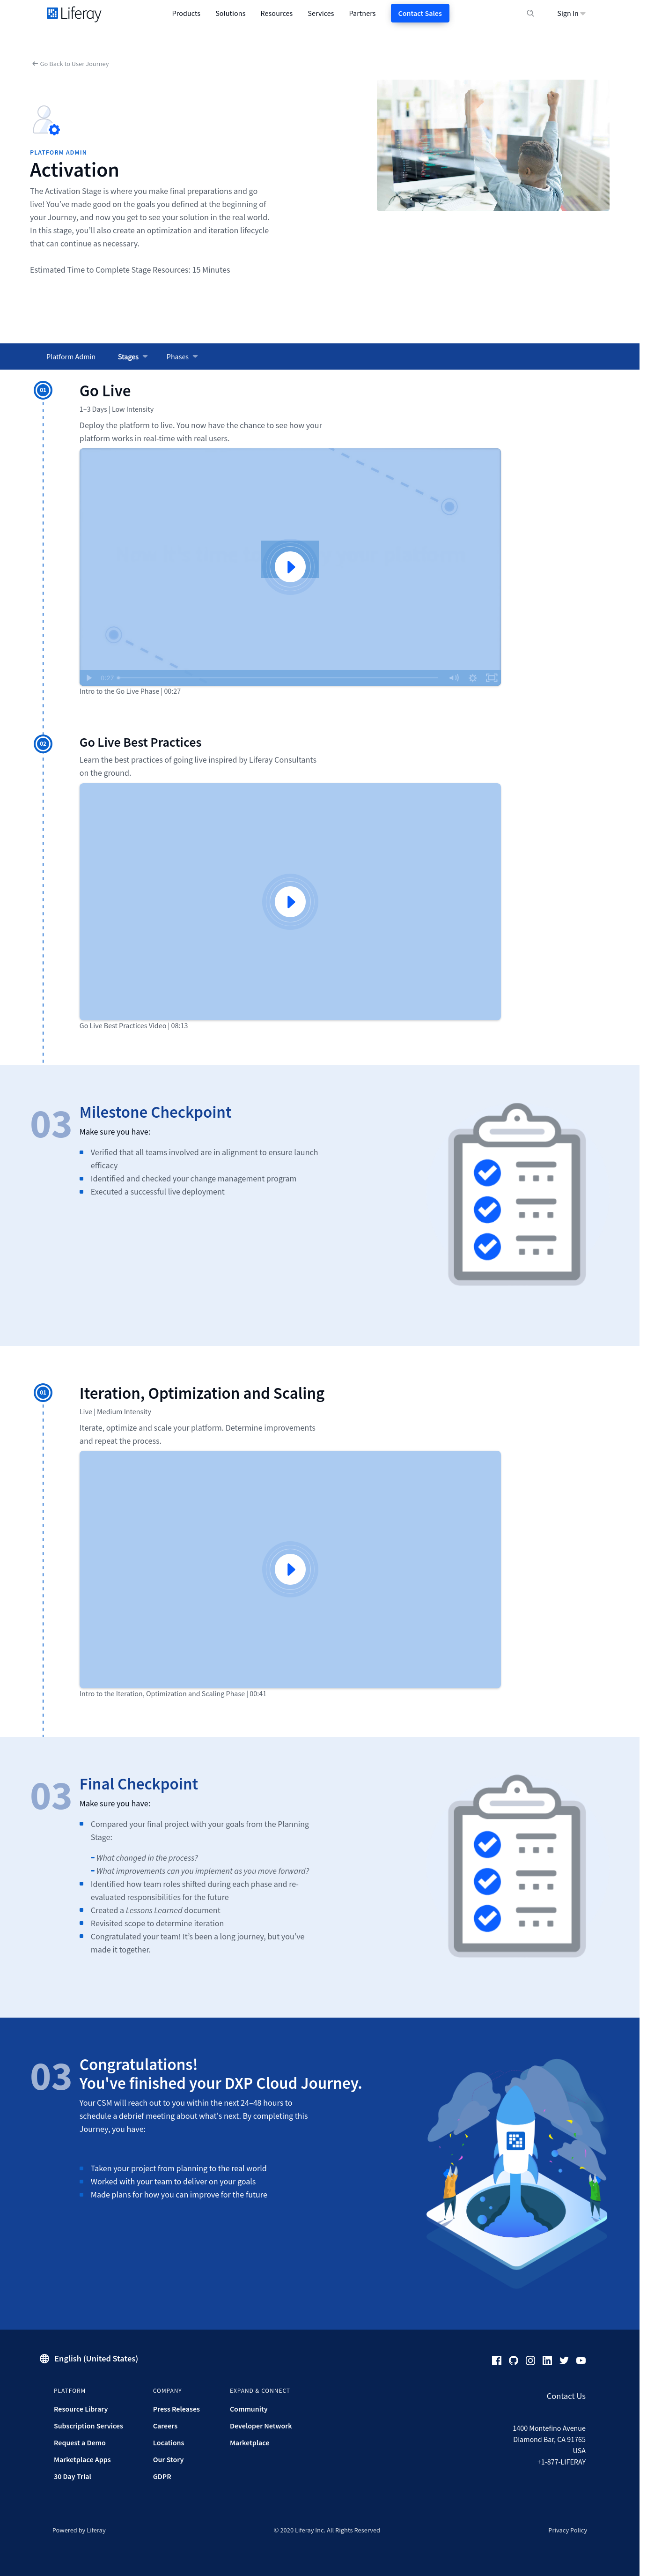 Liferay
Products
Solutions
Resources
Services
Partners
Contact Sales
Sign In
Go Back to User Journey
PLATFORM ADMIN
Activation
The Activation Stage is where you make final preparations and go
live! You’ve made good on the goals you defined at the beginning of
your Journey, and now you get to see your solution in the real world.
In this stage, you’ll also create an optimization and iteration lifecycle
that can continue as necessary.
Estimated Time to Complete Stage Resources: 15 Minutes
Platform Admin
Stages
Phases
01
Go Live
1–3 Days | Low Intensity
Deploy the platform to live. You now have the chance to see how your
platform works in real-time with real users.
0:27
Intro to the Go Live Phase | 00:27
02
Go Live Best Practices
Learn the best practices of going live inspired by Liferay Consultants
on the ground.
Go Live Best Practices Video | 08:13
03
Milestone Checkpoint
Make sure you have:
Verified that all teams involved are in alignment to ensure launch
efficacy
Identified and checked your change management program
Executed a successful live deployment
01
Iteration, Optimization and Scaling
Live | Medium Intensity
Iterate, optimize and scale your platform. Determine improvements
and repeat the process.
Intro to the Iteration, Optimization and Scaling Phase | 00:41
03
Final Checkpoint
Make sure you have:
Compared your final project with your goals from the Planning
Stage:
– What changed in the process?
– What improvements can you implement as you move forward?
Identified how team roles shifted during each phase and re-
evaluated responsibilities for the future
Created a Lessons Learned document
Revisited scope to determine iteration
Congratulated your team! It’s been a long journey, but you’ve
made it together.
03
Congratulations!
You've finished your DXP Cloud Journey.
Your CSM will reach out to you within the next 24–48 hours to
schedule a debrief meeting about what’s next. By completing this
Journey, you have:
Taken your project from planning to the real world
Worked with your team to deliver on your goals
Made plans for how you can improve for the future
English (United States)
PLATFORM
Resource Library
Subscription Services
Request a Demo
Marketplace Apps
30 Day Trial
COMPANY
Press Releases
Careers
Locations
Our Story
GDPR
EXPAND & CONNECT
Community
Developer Network
Marketplace
Contact Us
1400 Montefino Avenue
Diamond Bar, CA 91765
USA
+1-877-LIFERAY
Powered by Liferay
© 2020 Liferay Inc. All Rights Reserved
Privacy Policy